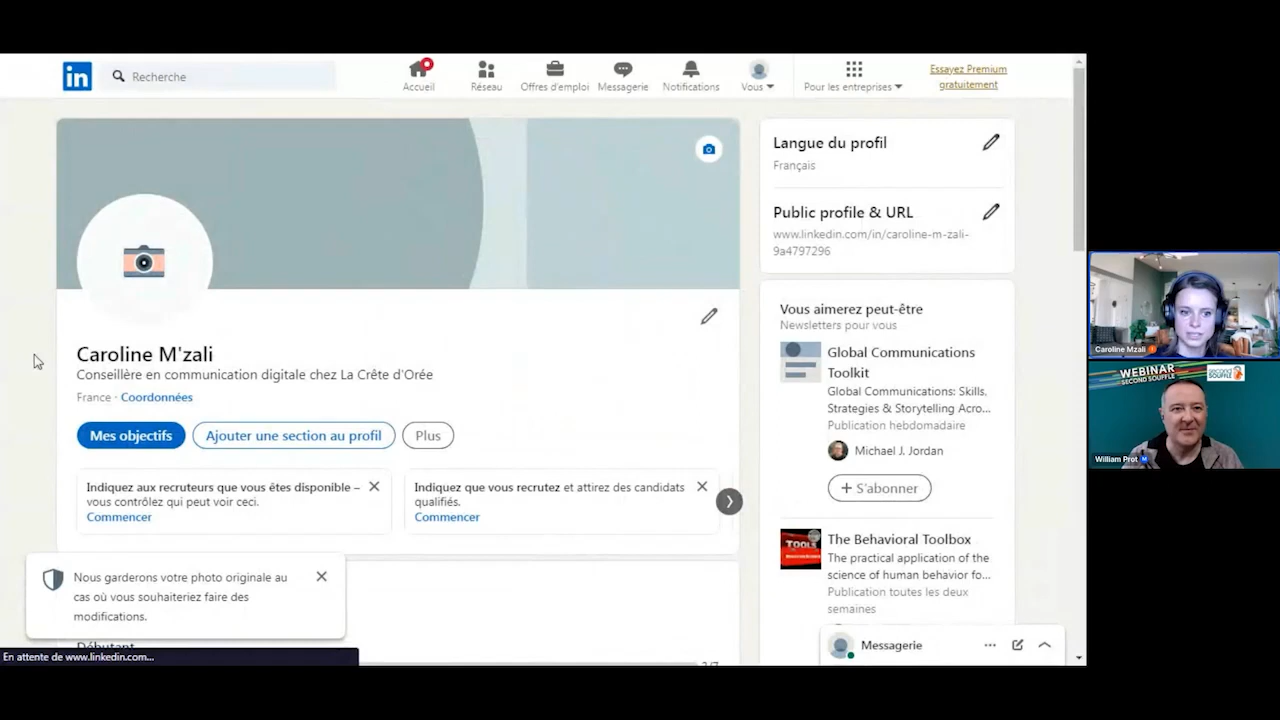 in
Recherche
Accueil
Réseau
Offres d'emploi
Messagerie
Notifications
Vous
Pour les entreprises
Essayez Premium
gratuitement
Caroline M'zali
Conseillère en communication digitale chez La Crête d'Orée
France · Coordonnées
Mes objectifs
Ajouter une section au profil
Plus
Indiquez aux recruteurs que vous êtes disponible –
vous contrôlez qui peut voir ceci.
Commencer
Indiquez que vous recrutez et attirez des candidats
qualifiés.
Commencer
Nous garderons votre photo originale au
cas où vous souhaiteriez faire des
modifications.
Débutant
En attente de www.linkedin.com...
Langue du profil
Français
Public profile & URL
www.linkedin.com/in/caroline-m-zali-
9a4797296
Vous aimerez peut-être
Newsletters pour vous
Global Communications
Toolkit
Global Communications: Skills,
Strategies & Storytelling Acro...
Publication hebdomadaire
Michael J. Jordan
+ S'abonner
TOOLS
The Behavioral Toolbox
The practical application of the
science of human behavior fo...
Publication toutes les deux
semaines
Messagerie
Caroline Mzali
WEBINAR
SECOND SOUFFLE
SECOND
SOUFFLE
William Prot